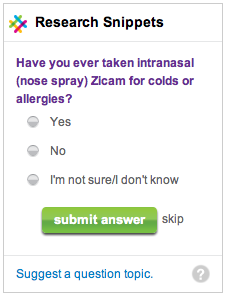 Research Snippets
Have you ever taken intranasal
(nose spray) Zicam for colds or
allergies?
Yes
No
I'm not sure/I don't know
submit answer skip
Suggest a question topic. ?